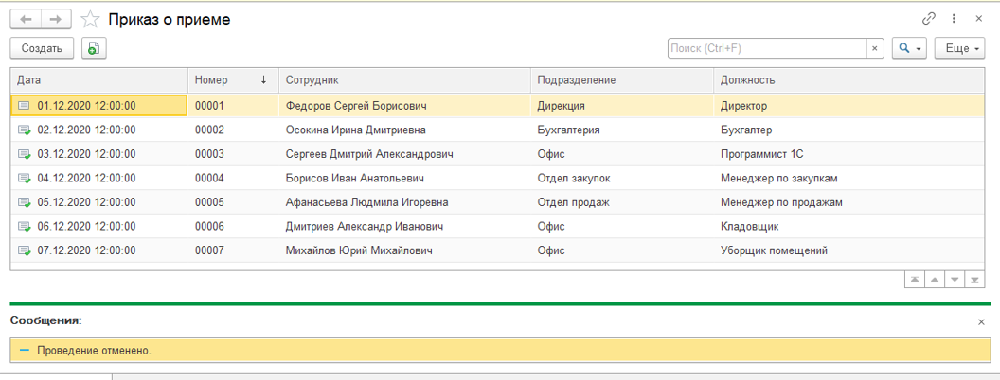 Приказ о приеме
Создать Поиск (Ctrl+F) × Еще
Дата Номер ↓ Сотрудник Подразделение Должность
01.12.2020 12:00:00 00001 Федоров Сергей Борисович Дирекция Директор
02.12.2020 12:00:00 00002 Осокина Ирина Дмитриевна Бухгалтерия Бухгалтер
03.12.2020 12:00:00 00003 Сергеев Дмитрий Александрович Офис Программист 1С
04.12.2020 12:00:00 00004 Борисов Иван Анатольевич Отдел закупок Менеджер по закупкам
05.12.2020 12:00:00 00005 Афанасьева Людмила Игоревна Отдел продаж Менеджер по продажам
06.12.2020 12:00:00 00006 Дмитриев Александр Иванович Офис Кладовщик
07.12.2020 12:00:00 00007 Михайлов Юрий Михайлович Офис Уборщик помещений
Сообщения:
Проведение отменено.